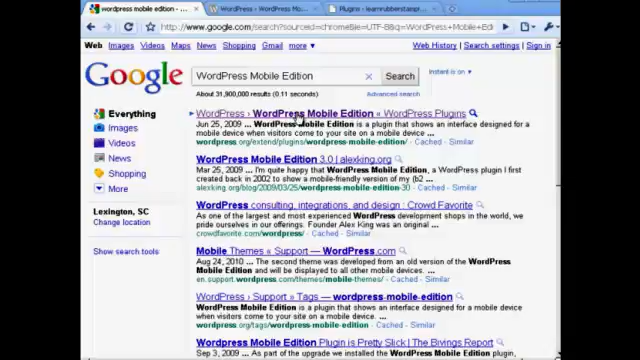 wordpress mobile edition -
WordPress › WordPress Mo...
Plugins - learnrubberstampi...
http://www.google.com/search?sourceid=chrome&ie=UTF-8&q=WordPress+Mobile+Edi
Web Images Videos Maps News Shopping Gmail more ▼
Web History | Search settings | Sign in
Google
WordPress Mobile Edition
Search
Instant is on ▼
About 31,900,000 results (0.11 seconds)
Advanced search
Everything
Images
Videos
News
Shopping
More
Lexington, SC
Change location
Show search tools
WordPress › WordPress Mobile Edition « WordPress Plugins
Jun 25, 2009 ... WordPress Mobile Edition is a plugin that shows an interface designed for a
mobile device when visitors come to your site on a mobile device ...
wordpress.org/extend/plugins/wordpress-mobile-edition/ - Cached - Similar
WordPress Mobile Edition 3.0 | alexking.org
Mar 25, 2009 ... I'm quite happy that WordPress Mobile Edition, a WordPress plugin I first
created back in 2002 to show a mobile-friendly version of my (b2 ...
alexking.org/blog/2009/03/25/wordpress-mobile-edition-30 - Cached - Similar
WordPress consulting, integrations, and design : Crowd Favorite
As one of the largest and most experienced WordPress development shops in the world, we
pride ourselves in our offerings. Founder Alex King was an original ...
crowdfavorite.com/wordpress/ - Cached - Similar
Mobile Themes « Support — WordPress.com
Aug 24, 2010 ... The second theme was developed from an old version of the WordPress
Mobile Edition and will be displayed to all other mobile devices. ...
en.support.wordpress.com/themes/mobile-themes/ - Cached - Similar
WordPress › Support » Tags — wordpress-mobile-edition
WordPress Mobile Edition is a plugin that shows an interface designed for a mobile device
when visitors come to your site on a mobile device. ...
wordpress.org/tags/wordpress-mobile-edition - Cached - Similar
WordPress Mobile Edition Plugin is Pretty Slick | The Bivings Report
Sep 3, 2009 ... As part of the upgrade we installed the WordPress Mobile Edition plugin